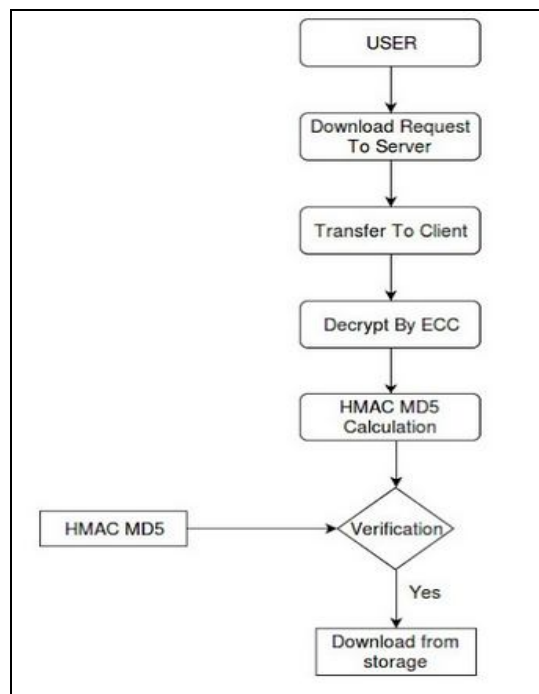 USER
Download Request
To Server
Transfer To Client
Decrypt By ECC
HMAC MD5
Calculation
HMAC MD5
Verification
Yes
Download from
storage